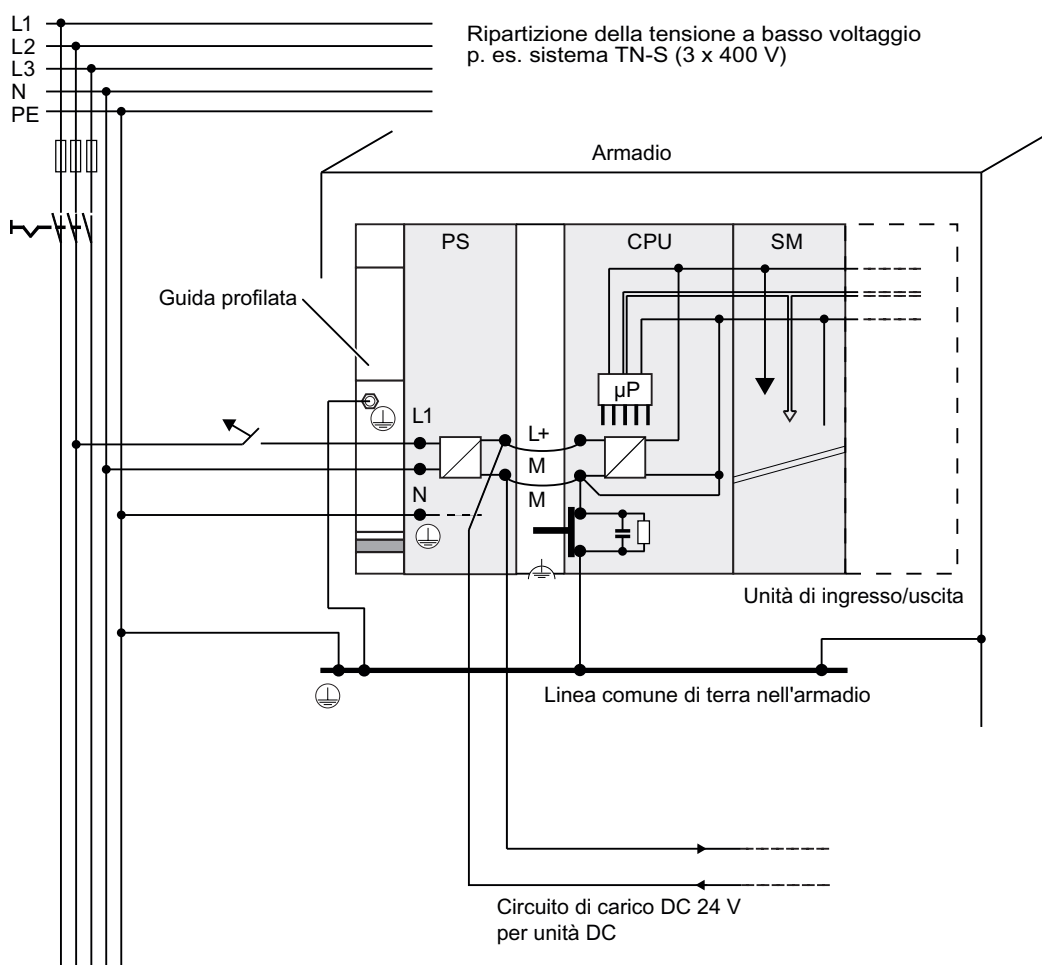 L1
L2
L3
N
PE
Ripartizione della tensione a basso voltaggio
p. es. sistema TN-S (3 x 400 V)
Armadio
PS
CPU
SM
Guida profilata
µP
L1
L+
M
N
M
Unità di ingresso/uscita
Linea comune di terra nell'armadio
Circuito di carico DC 24 V
per unità DC